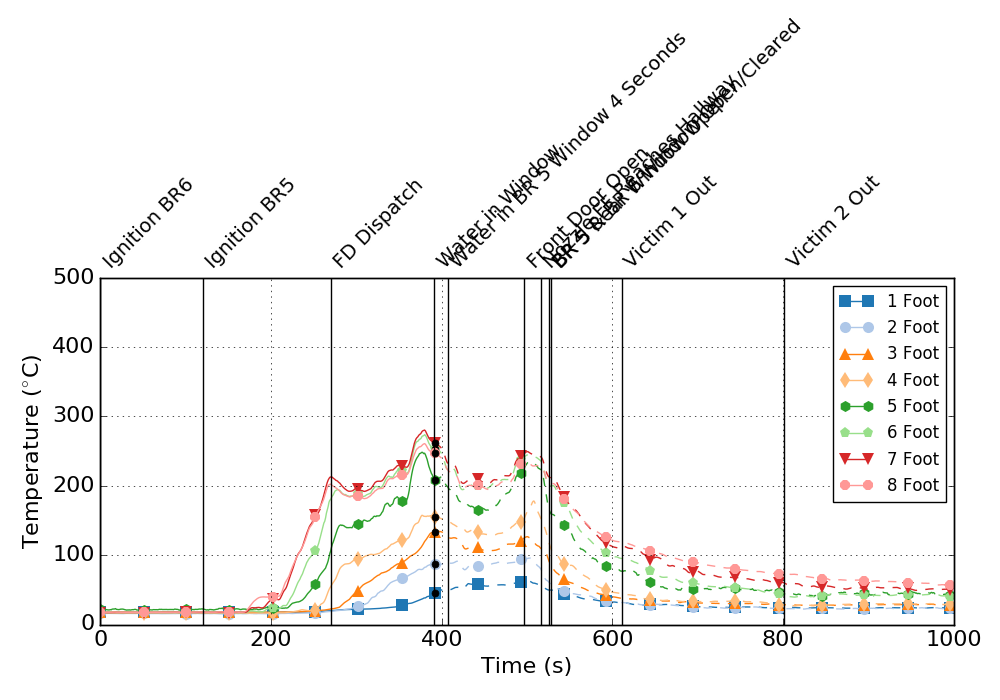 Ignition BR6
Ignition BR5
FD Dispatch
Water in Window
Water in BR 5 Window 4 Seconds
Front Door Open
Victim 1 Out
Victim 2 Out
500
400
300
200
100
0
Temperature (°C)
0
200
400
600
800
1000
Time (s)
1 Foot
2 Foot
3 Foot
4 Foot
5 Foot
6 Foot
7 Foot
8 Foot